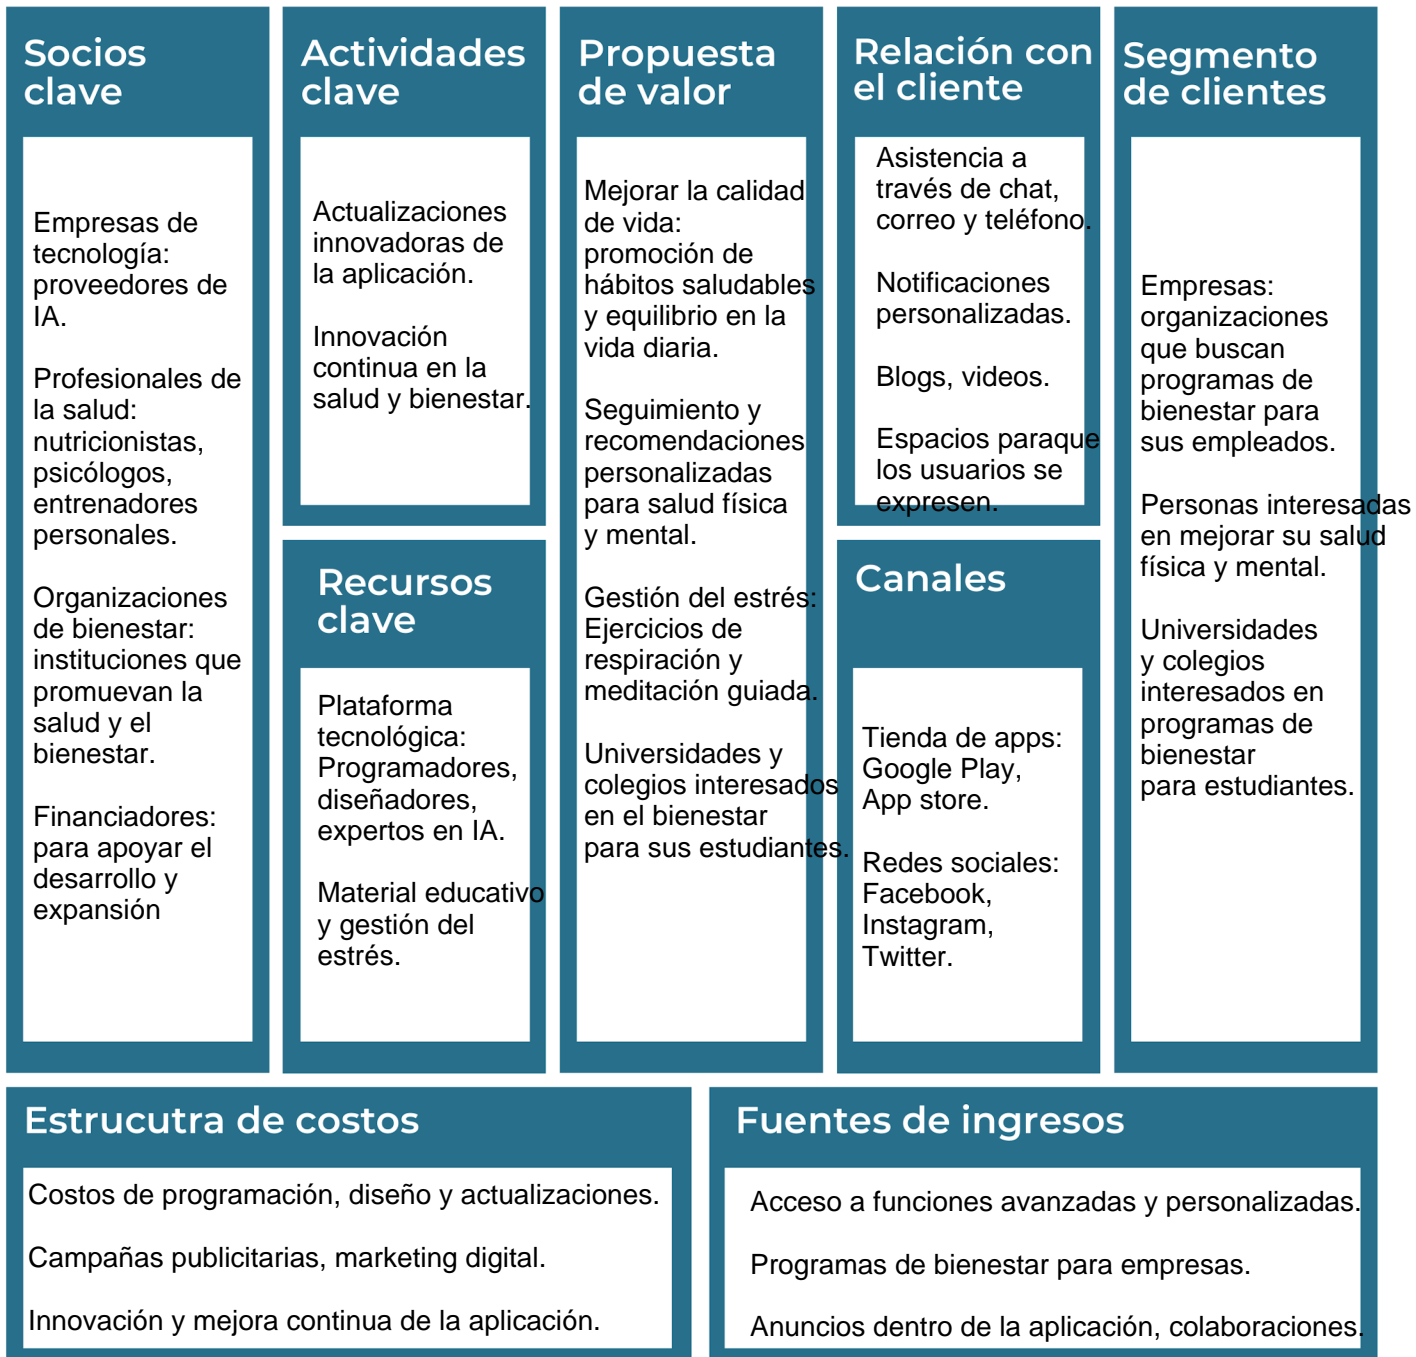 Socios
clave
Empresas de
tecnología:
proveedores de
IA.
Profesionales de
la salud:
nutricionistas,
psicólogos,
entrenadores
personales.
Organizaciones
de bienestar:
instituciones que
promuevan la
salud y el
bienestar.
Financiadores:
para apoyar el
desarrollo y
expansión
Actividades
clave
Actualizaciones
innovadoras de
la aplicación.
Innovación
continua en la
salud y bienestar.
Recursos
clave
Plataforma
tecnológica:
Programadores,
diseñadores,
expertos en IA.
Material educativo
y gestión del
estrés.
Propuesta
de valor
Mejorar la calidad
de vida:
promoción de
hábitos saludables
y equilibrio en la
vida diaria.
Seguimiento y
recomendaciones
personalizadas
para salud física
y mental.
Gestión del estrés:
Ejercicios de
respiración y
meditación guiada.
Universidades y
colegios interesados
en el bienestar
para sus estudiantes.
Relación con
el cliente
Asistencia a
través de chat,
correo y teléfono.
Notificaciones
personalizadas.
Blogs, videos.
Espacios paraque
los usuarios se
expresen.
Canales
Tienda de apps:
Google Play,
App store.
Redes sociales:
Facebook,
Instagram,
Twitter.
Segmento
de clientes
Empresas:
organizaciones
que buscan
programas de
bienestar para
sus empleados.
Personas interesadas
en mejorar su salud
física y mental.
Universidades
y colegios
interesados en
programas de
bienestar
para estudiantes.
Estrucutra de costos
Costos de programación, diseño y actualizaciones.
Campañas publicitarias, marketing digital.
Innovación y mejora continua de la aplicación.
Fuentes de ingresos
Acceso a funciones avanzadas y personalizadas.
Programas de bienestar para empresas.
Anuncios dentro de la aplicación, colaboraciones.